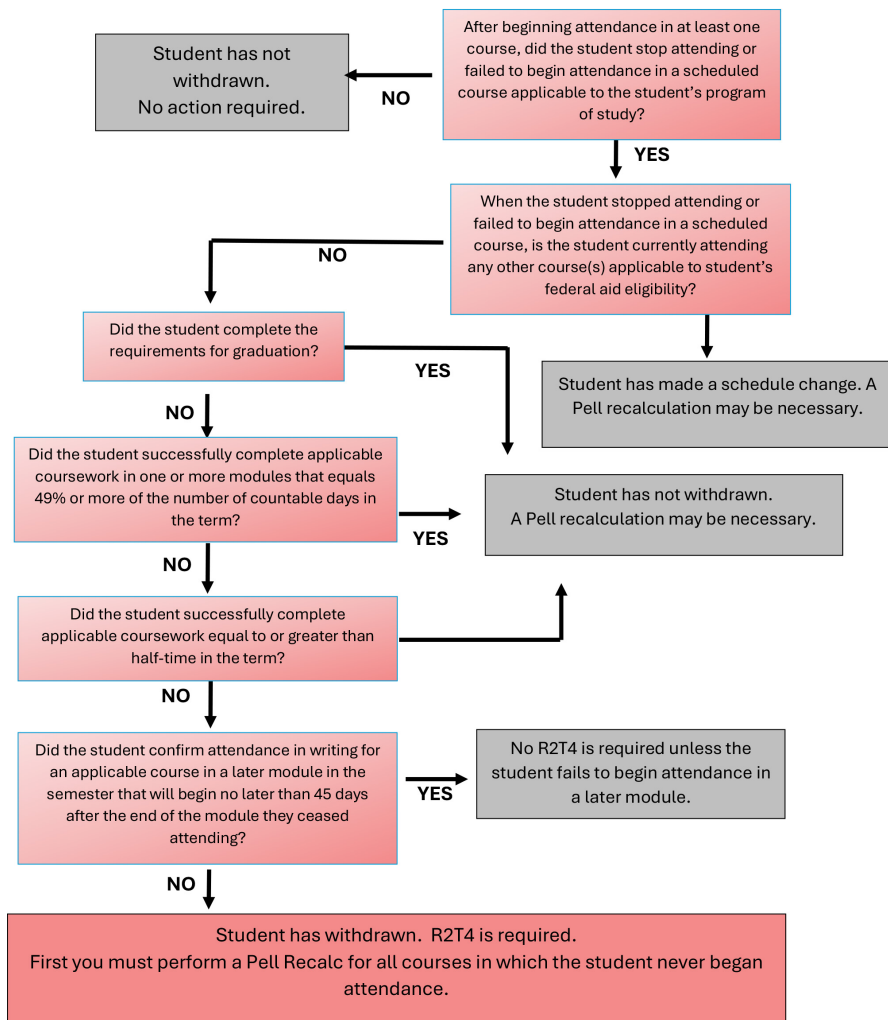 After beginning attendance in at least one
course, did the student stop attending or
failed to begin attendance in a scheduled
course applicable to the student's program
of study?
Student has not
withdrawn.
No action required.
NO
YES
When the student stopped attending or
failed to begin attendance in a scheduled
course, is the student currently attending
any other course(s) applicable to student's
federal aid eligibility?
NO
Did the student complete the
requirements for graduation?
YES
Student has made a schedule change. A
Pell recalculation may be necessary.
NO
Did the student successfully complete applicable
coursework in one or more modules that equals
49% or more of the number of countable days in
the term?
YES
Student has not withdrawn.
A Pell recalculation may be necessary.
NO
Did the student successfully complete
applicable coursework equal to or greater than
half-time in the term?
NO
Did the student confirm attendance in writing for
an applicable course in a later module in the
semester that will begin no later than 45 days
after the end of the module they ceased
attending?
YES
No R2T4 is required unless the
student fails to begin attendance in
a later module.
NO
Student has withdrawn. R2T4 is required.
First you must perform a Pell Recalc for all courses in which the student never began
attendance.